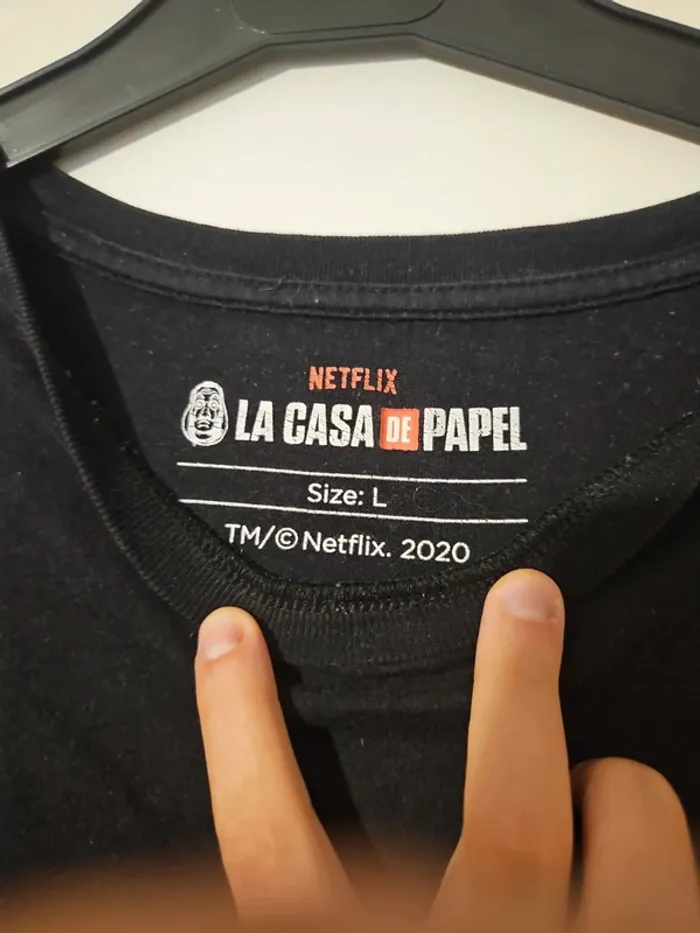 NETFLIX
LA CASA DE PAPEL
Size: L
TM/© Netflix. 2020